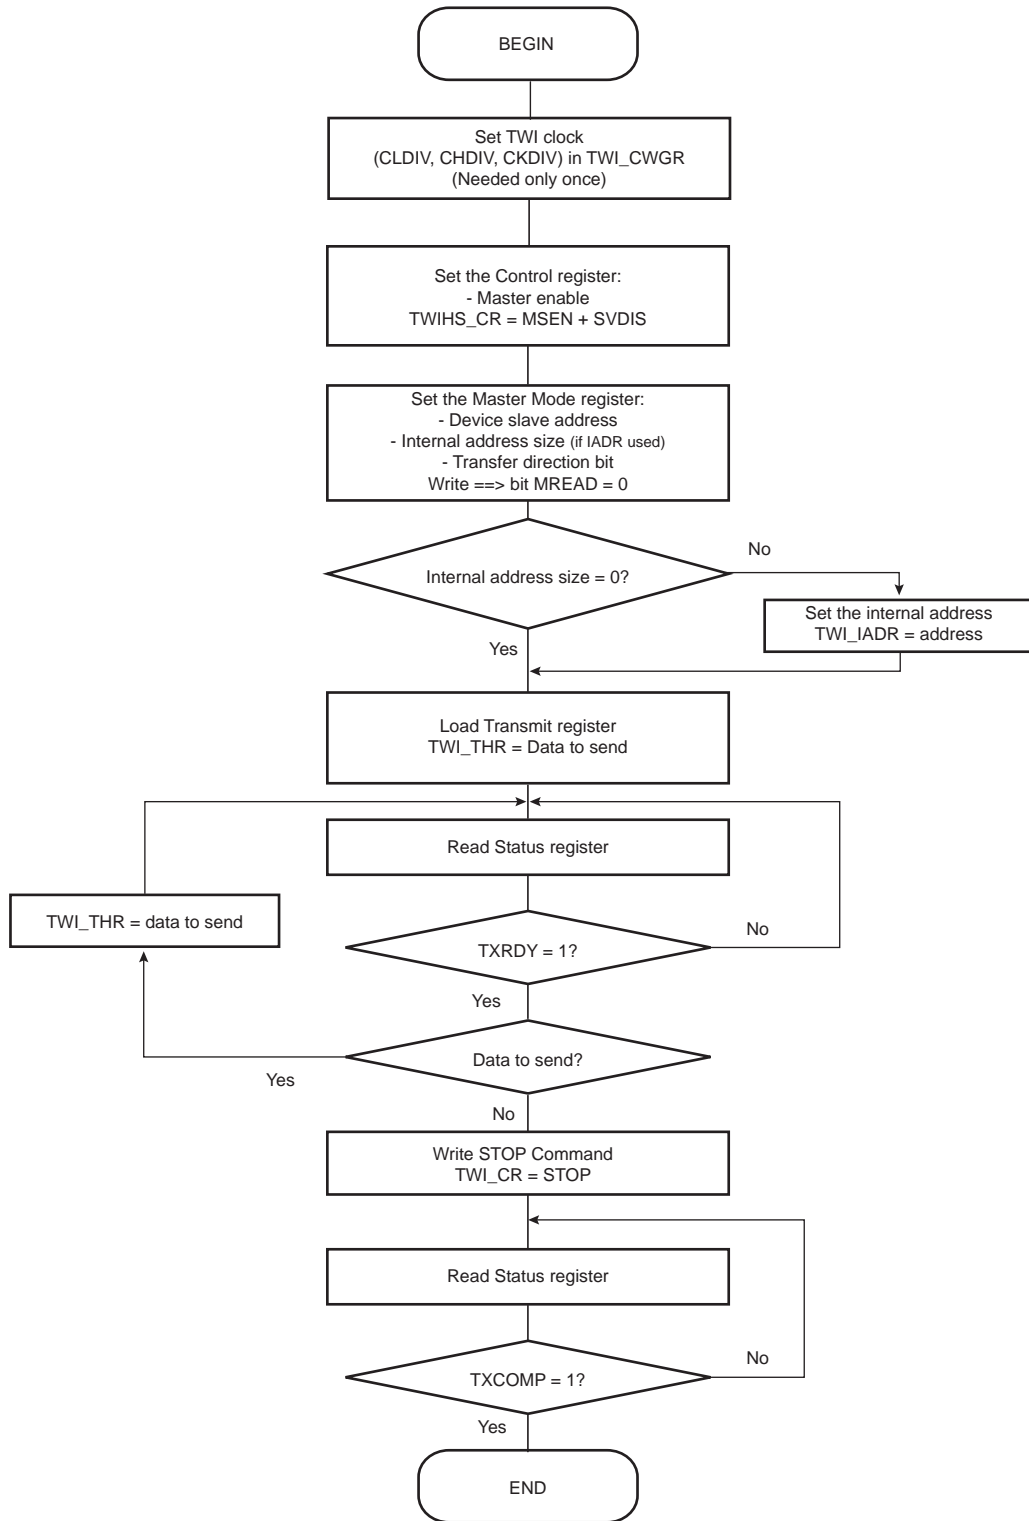 BEGIN
Set TWI clock
(CLDIV, CHDIV, CKDIV) in TWI_CWGR
(Needed only once)
Set the Control register:
- Master enable
TWIHS_CR = MSEN + SVDIS
Set the Master Mode register:
- Device slave address
- Internal address size (if IADR used)
- Transfer direction bit
Write ==> bit MREAD = 0
No
Internal address size = 0?
Set the internal address
TWI_IADR = address
Yes
Load Transmit register
TWI_THR = Data to send
Read Status register
TWI_THR = data to send
No
TXRDY = 1?
Yes
Data to send?
Yes
No
Write STOP Command
TWI_CR = STOP
Read Status register
No
TXCOMP = 1?
Yes
END